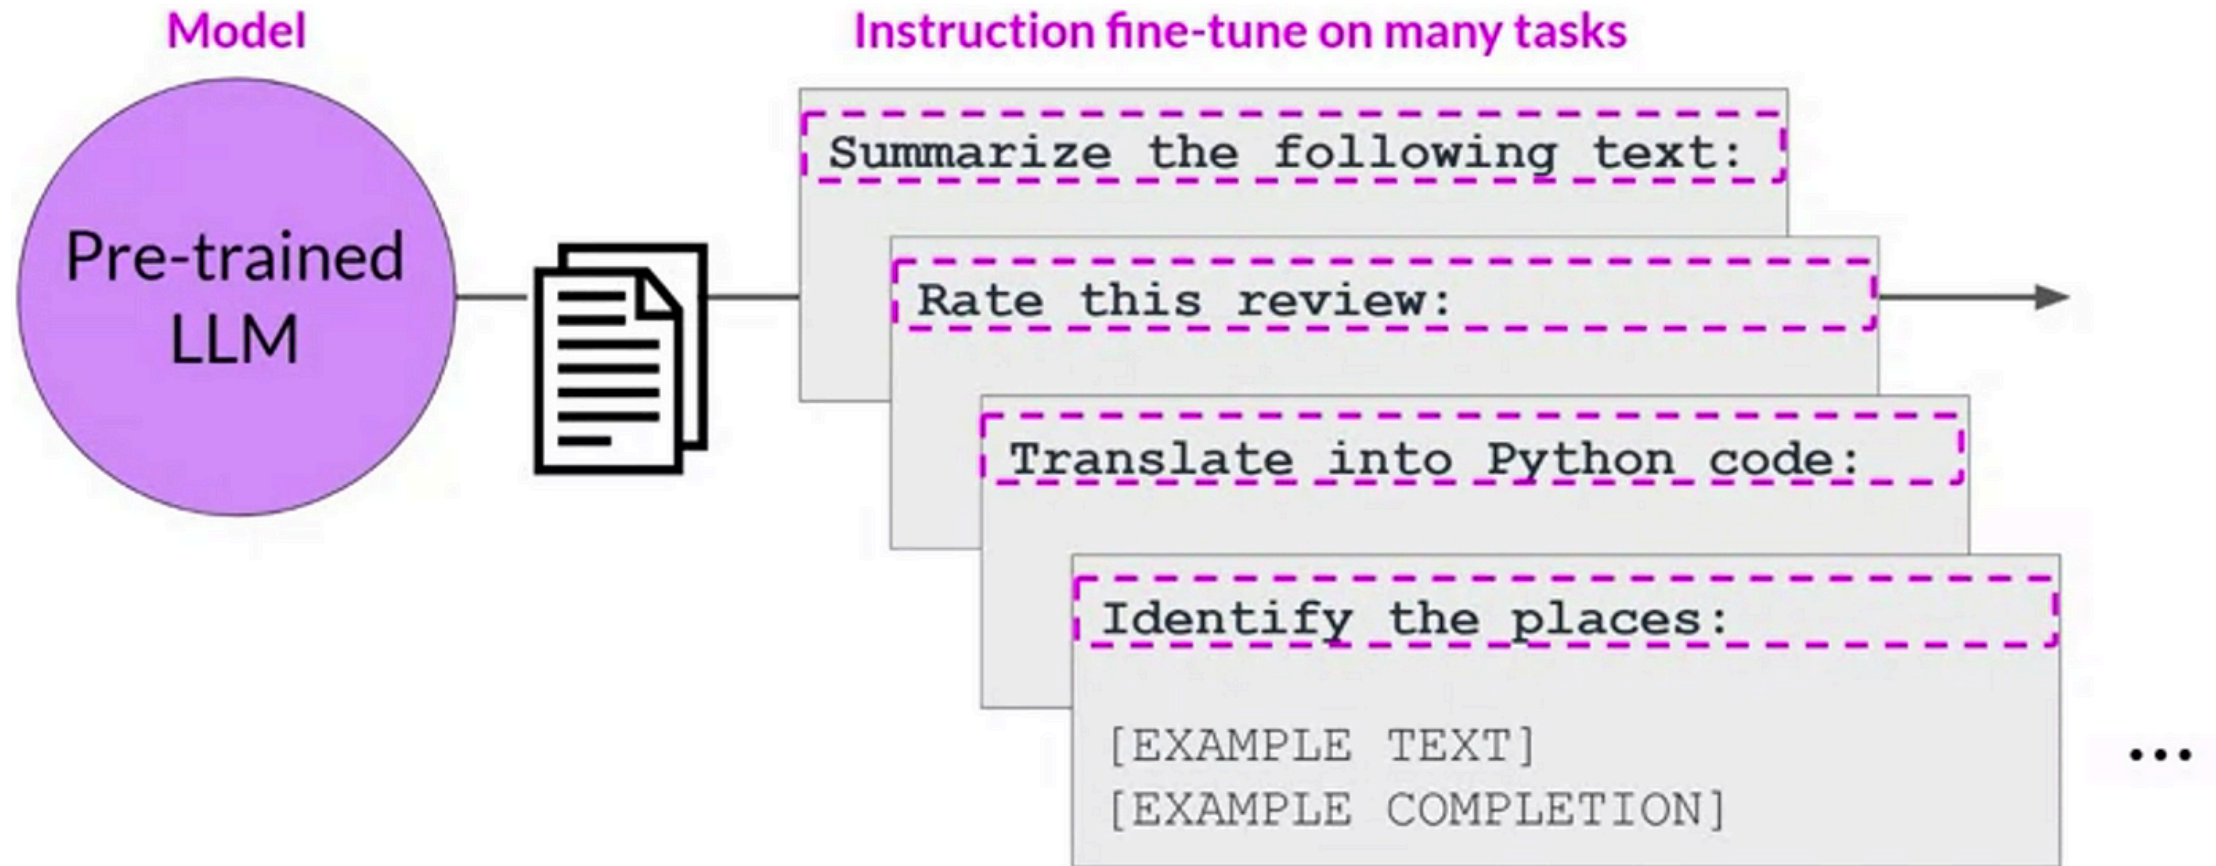 Model
Instruction fine-tune on many tasks
Pre-trained
LLM
Summarize the following text:
Rate this review:
Translate into Python code:
Identify the places:
[EXAMPLE TEXT]
[EXAMPLE COMPLETION]
...